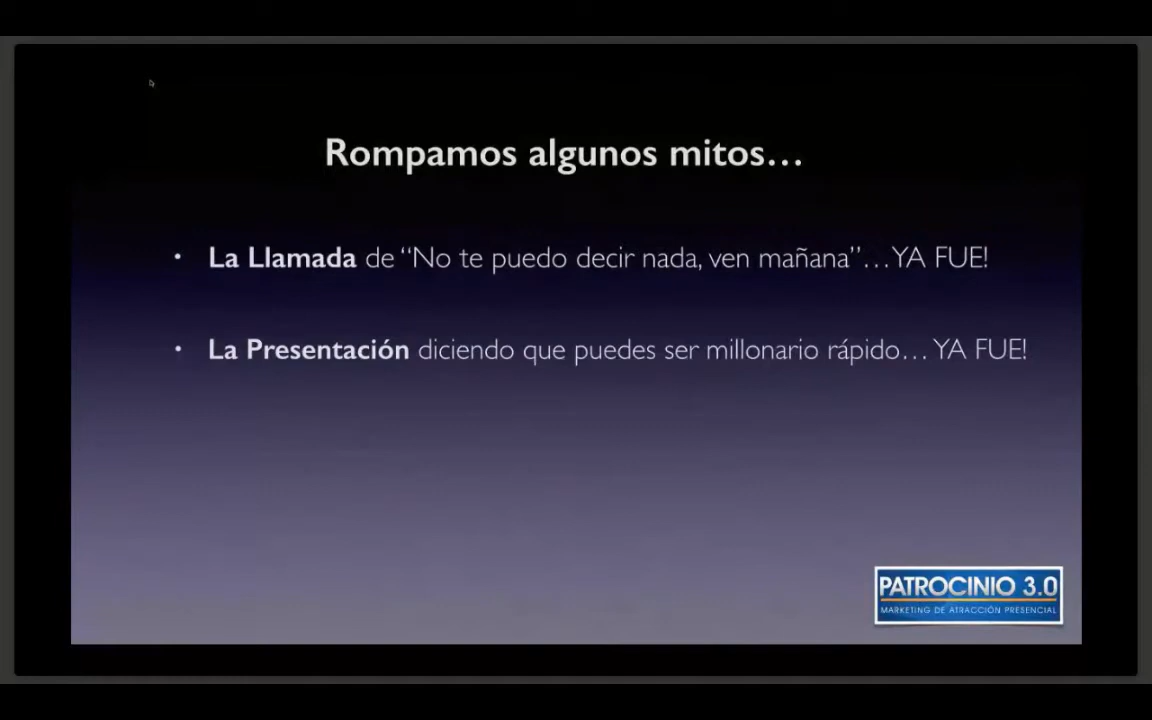 Rompamos algunos mitos…
• La Llamada de “No te puedo decir nada, ven mañana”…YA FUE!
• La Presentación diciendo que puedes ser millonario rápido… YA FUE!
PATROCINIO 3.0
MARKETING DE ATRACCIÓN PRESENCIAL